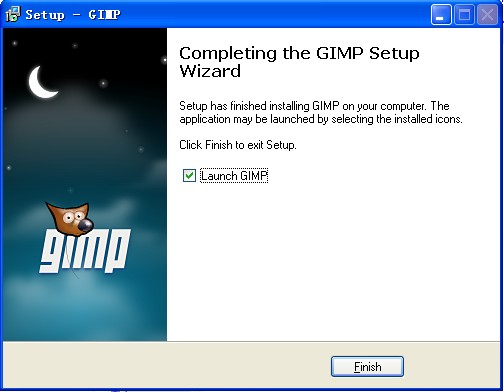 Setup - GIMP
Completing the GIMP Setup
Wizard
Setup has finished installing GIMP on your computer. The
application may be launched by selecting the installed icons.
Click Finish to exit Setup.
Launch GIMP
gimp
Finish